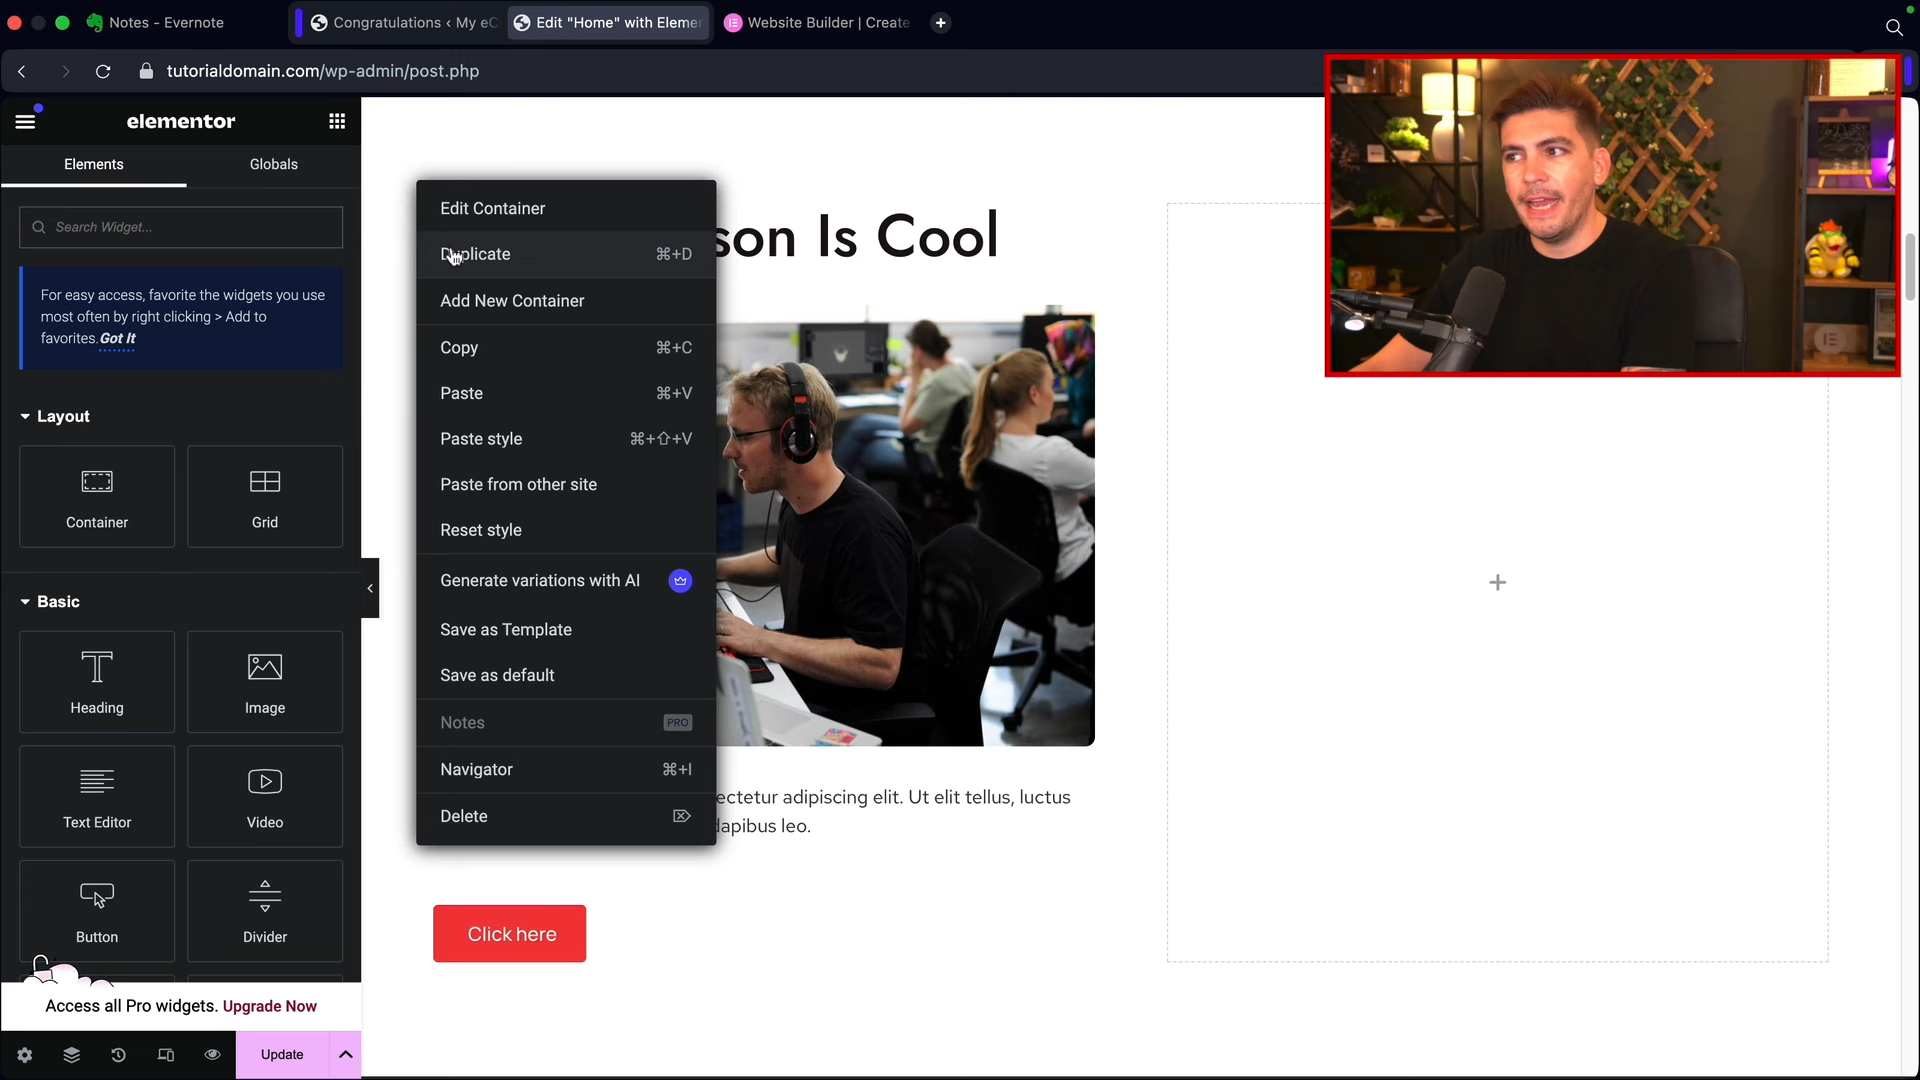 Notes - Evernote
Congratulations ‹ My eC
Edit "Home" with Eleme
Website Builder | Create
tutorialdomain.com/wp-admin/post.php
elementor
Elements
Globals
Search Widget...
For easy access, favorite the widgets you use
most often by right clicking > Add to
favorites. Got It
Layout
Container
Grid
Basic
Heading
Image
Text Editor
Video
Button
Divider
Access all Pro widgets. Upgrade Now
Update
Edit Container
Duplicate ⌘+D
Add New Container
Copy ⌘+C
Paste ⌘+V
Paste style ⌘+⇧+V
Paste from other site
Reset style
Generate variations with AI
Save as Template
Save as default
Notes PRO
Navigator ⌘+I
Delete
son Is Cool
ectetur adipiscing elit. Ut elit tellus, luctus
dapibus leo.
Click here